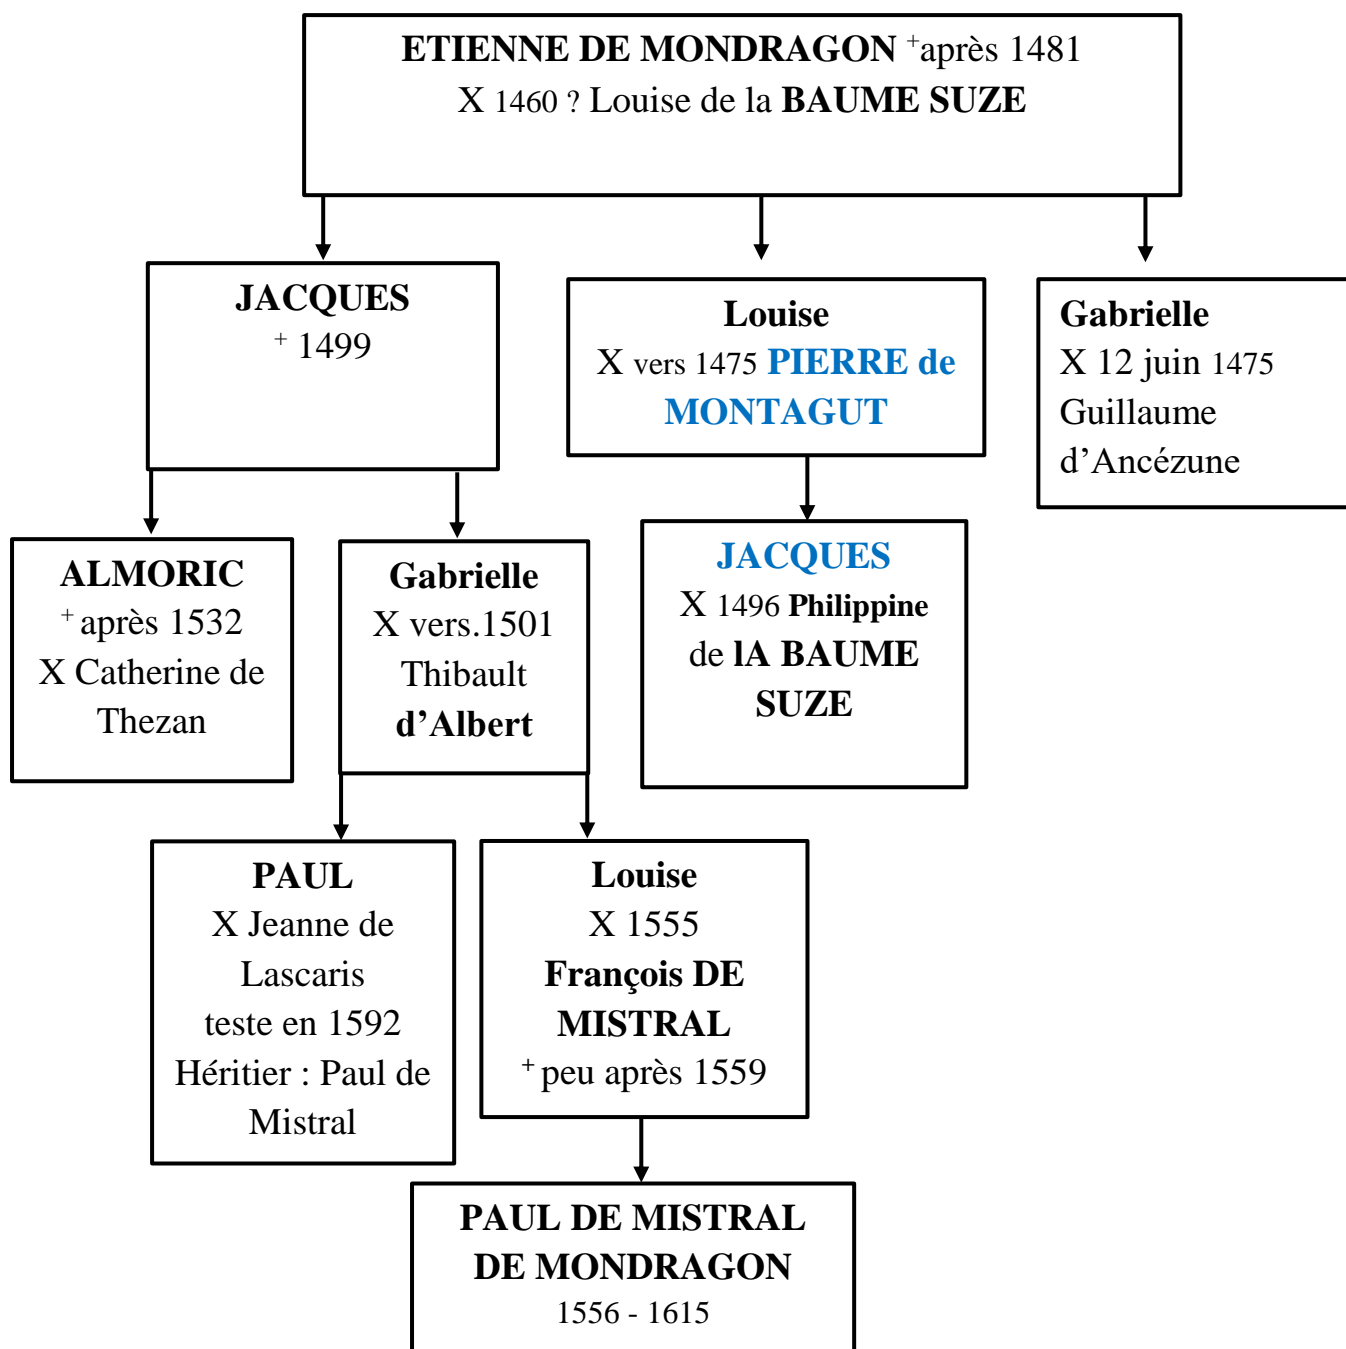 ETIENNE DE MONDRAGON +après 1481
X 1460 ? Louise de la BAUME SUZE
JACQUES
+ 1499
Louise
X vers 1475 PIERRE de
MONTAGUT
Gabrielle
X 12 juin 1475
Guillaume
d’Ancézune
ALMORIC
+ après 1532
X Catherine de
Thezan
Gabrielle
X vers.1501
Thibault
d’Albert
JACQUES
X 1496 Philippine
de lA BAUME
SUZE
PAUL
X Jeanne de
Lascaris
teste en 1592
Héritier : Paul de
Mistral
Louise
X 1555
François DE
MISTRAL
+ peu après 1559
PAUL DE MISTRAL
DE MONDRAGON
1556 - 1615